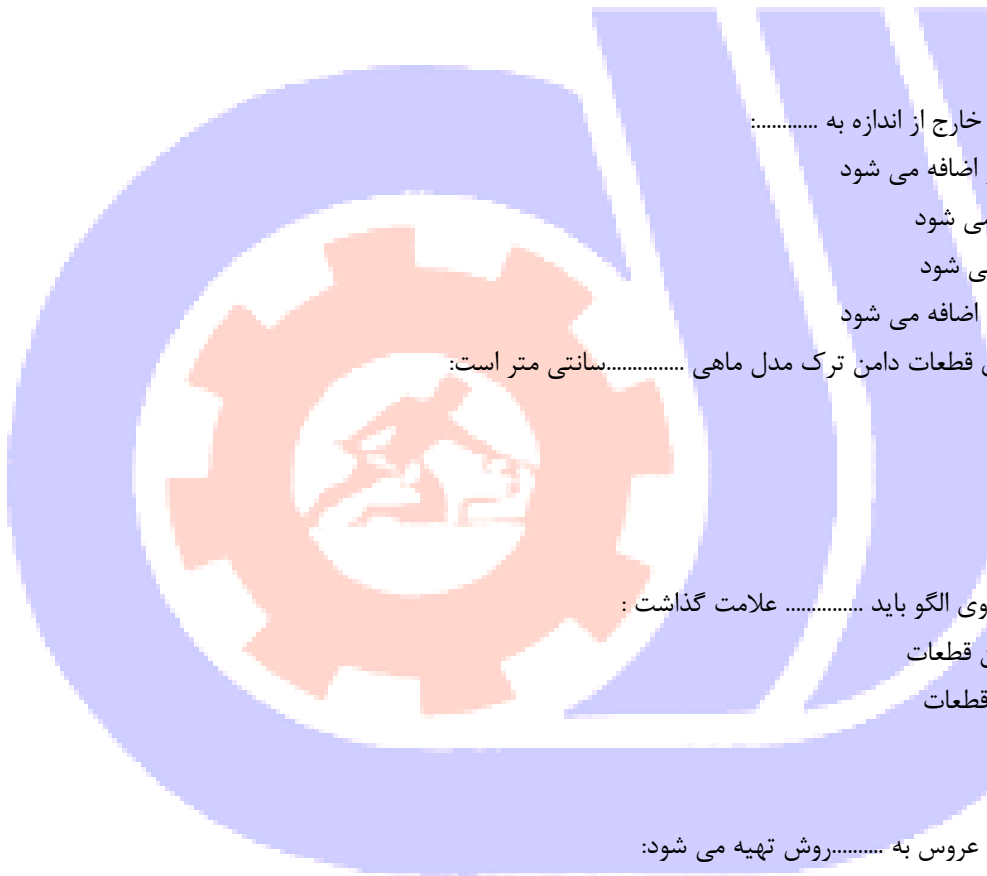 خارج از اندازه به ............:
اضافه می شود
می شود
ی شود
اضافه می شود
قطعات دامن ترک مدل ماهی ...............سانتی متر است:
وی الگو باید .............. علامت گذاشت :
قطعات
قطعات
عروس به ..........روش تهیه می شود: